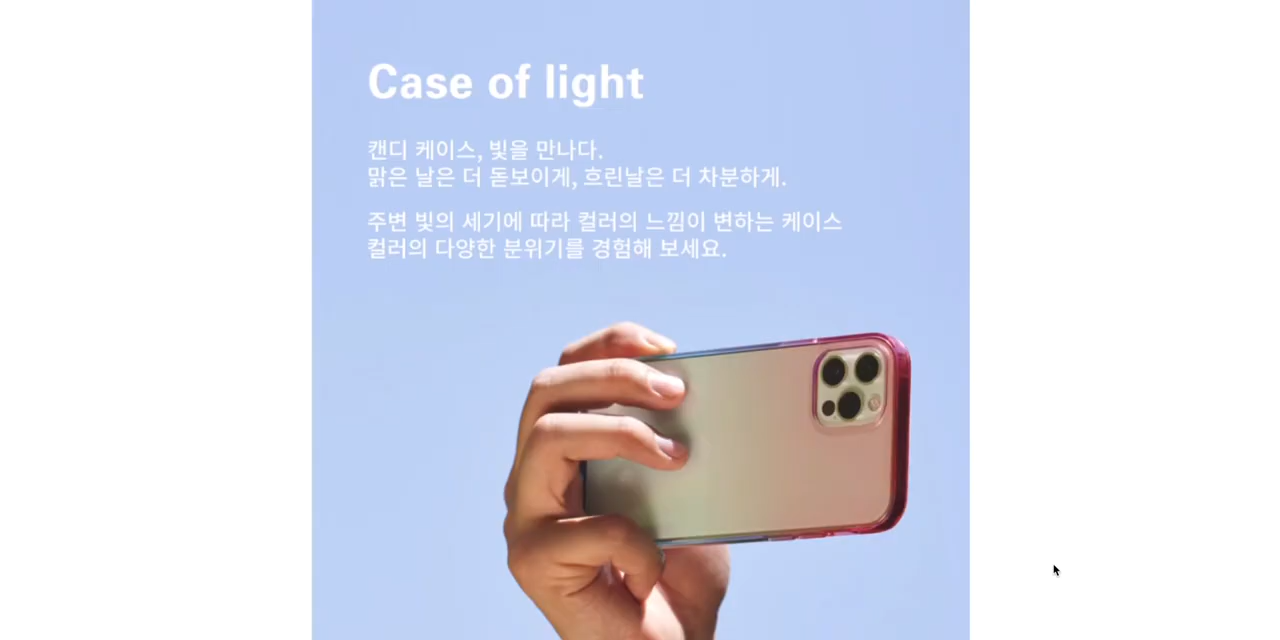 Case of light
캔디 케이스, 빛을 만나다.
맑은 날은 더 돋보이게, 흐린날은 더 차분하게.
주변 빛의 세기에 따라 컬러의 느낌이 변하는 케이스
컬러의 다양한 분위기를 경험해 보세요.